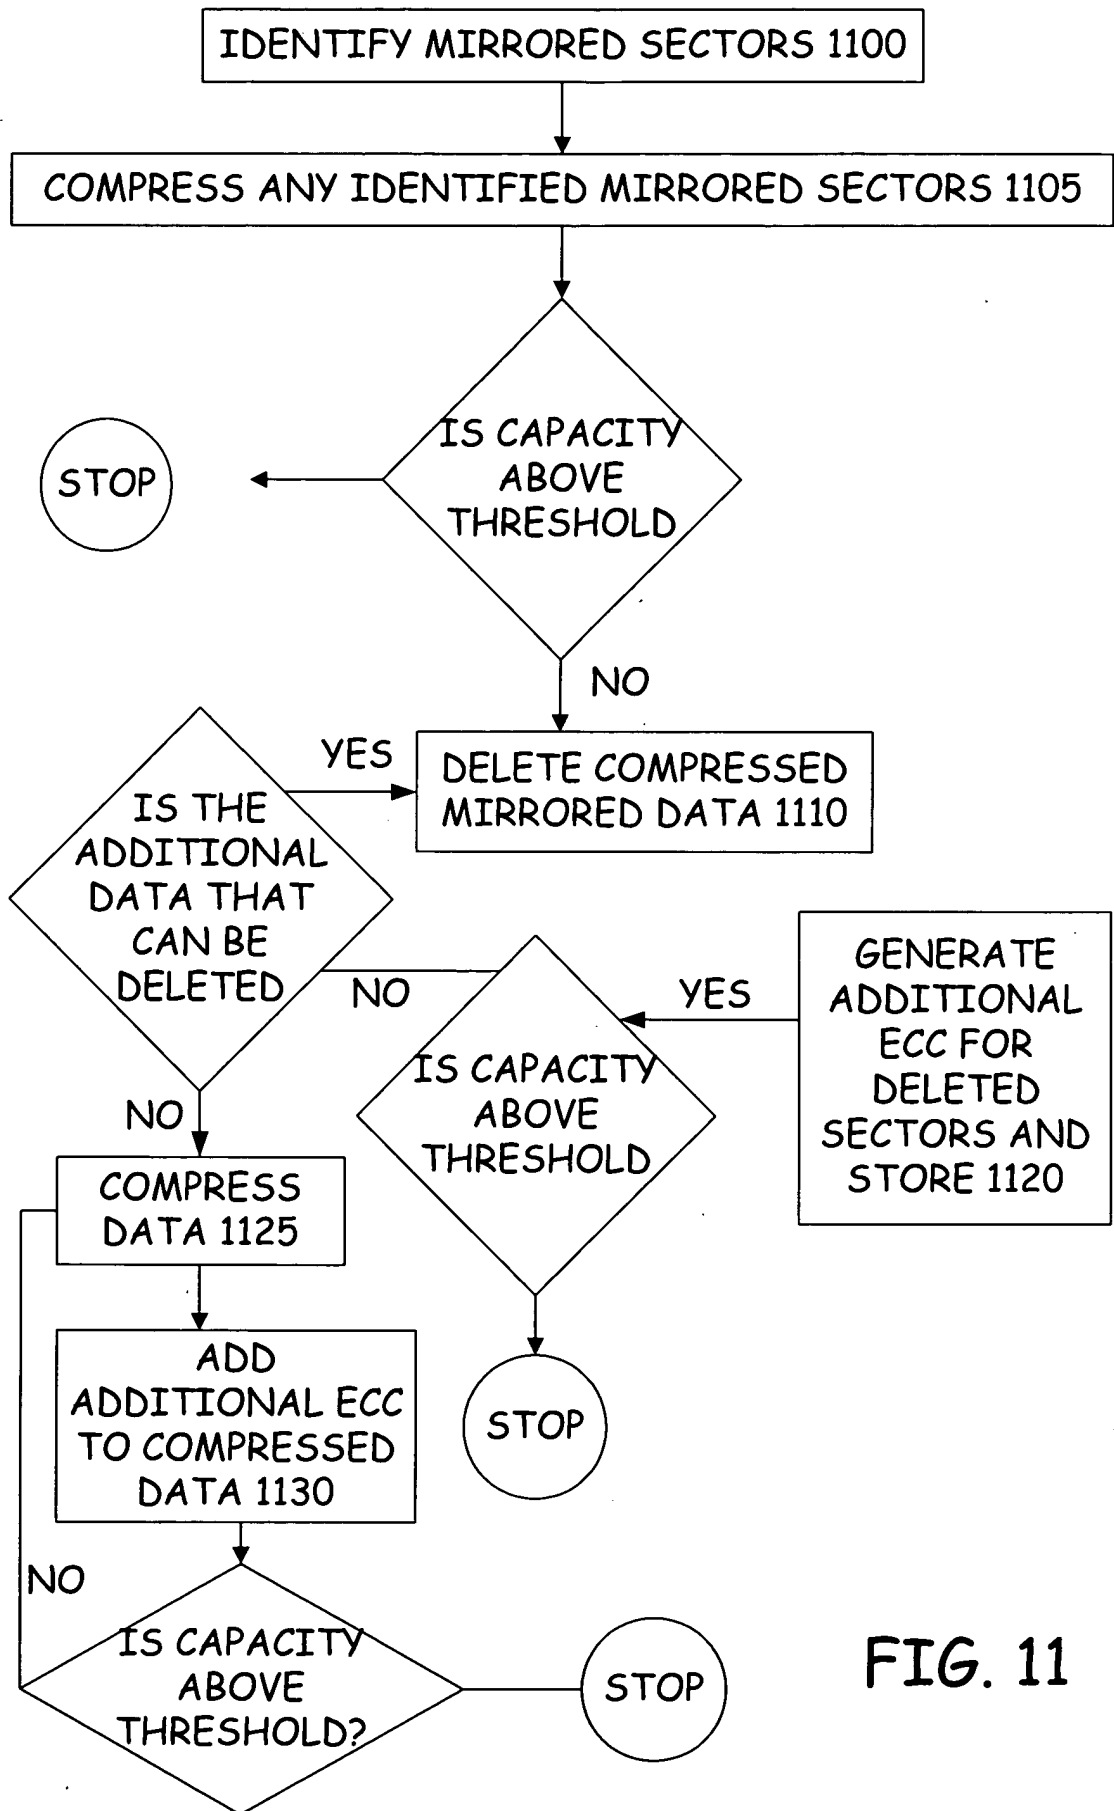 IDENTIFY MIRRORED SECTORS 1100
COMPRESS ANY IDENTIFIED MIRRORED SECTORS 1105
IS CAPACITY
ABOVE
THRESHOLD
STOP
NO
YES
DELETE COMPRESSED
MIRRORED DATA 1110
IS THE
ADDITIONAL
DATA THAT
CAN BE
DELETED
NO
YES
GENERATE
ADDITIONAL
ECC FOR
DELETED
SECTORS AND
STORE 1120
IS CAPACITY
ABOVE
THRESHOLD
NO
COMPRESS
DATA 1125
ADD
ADDITIONAL ECC
TO COMPRESSED
DATA 1130
STOP
NO
IS CAPACITY
ABOVE
THRESHOLD?
STOP
FIG. 11